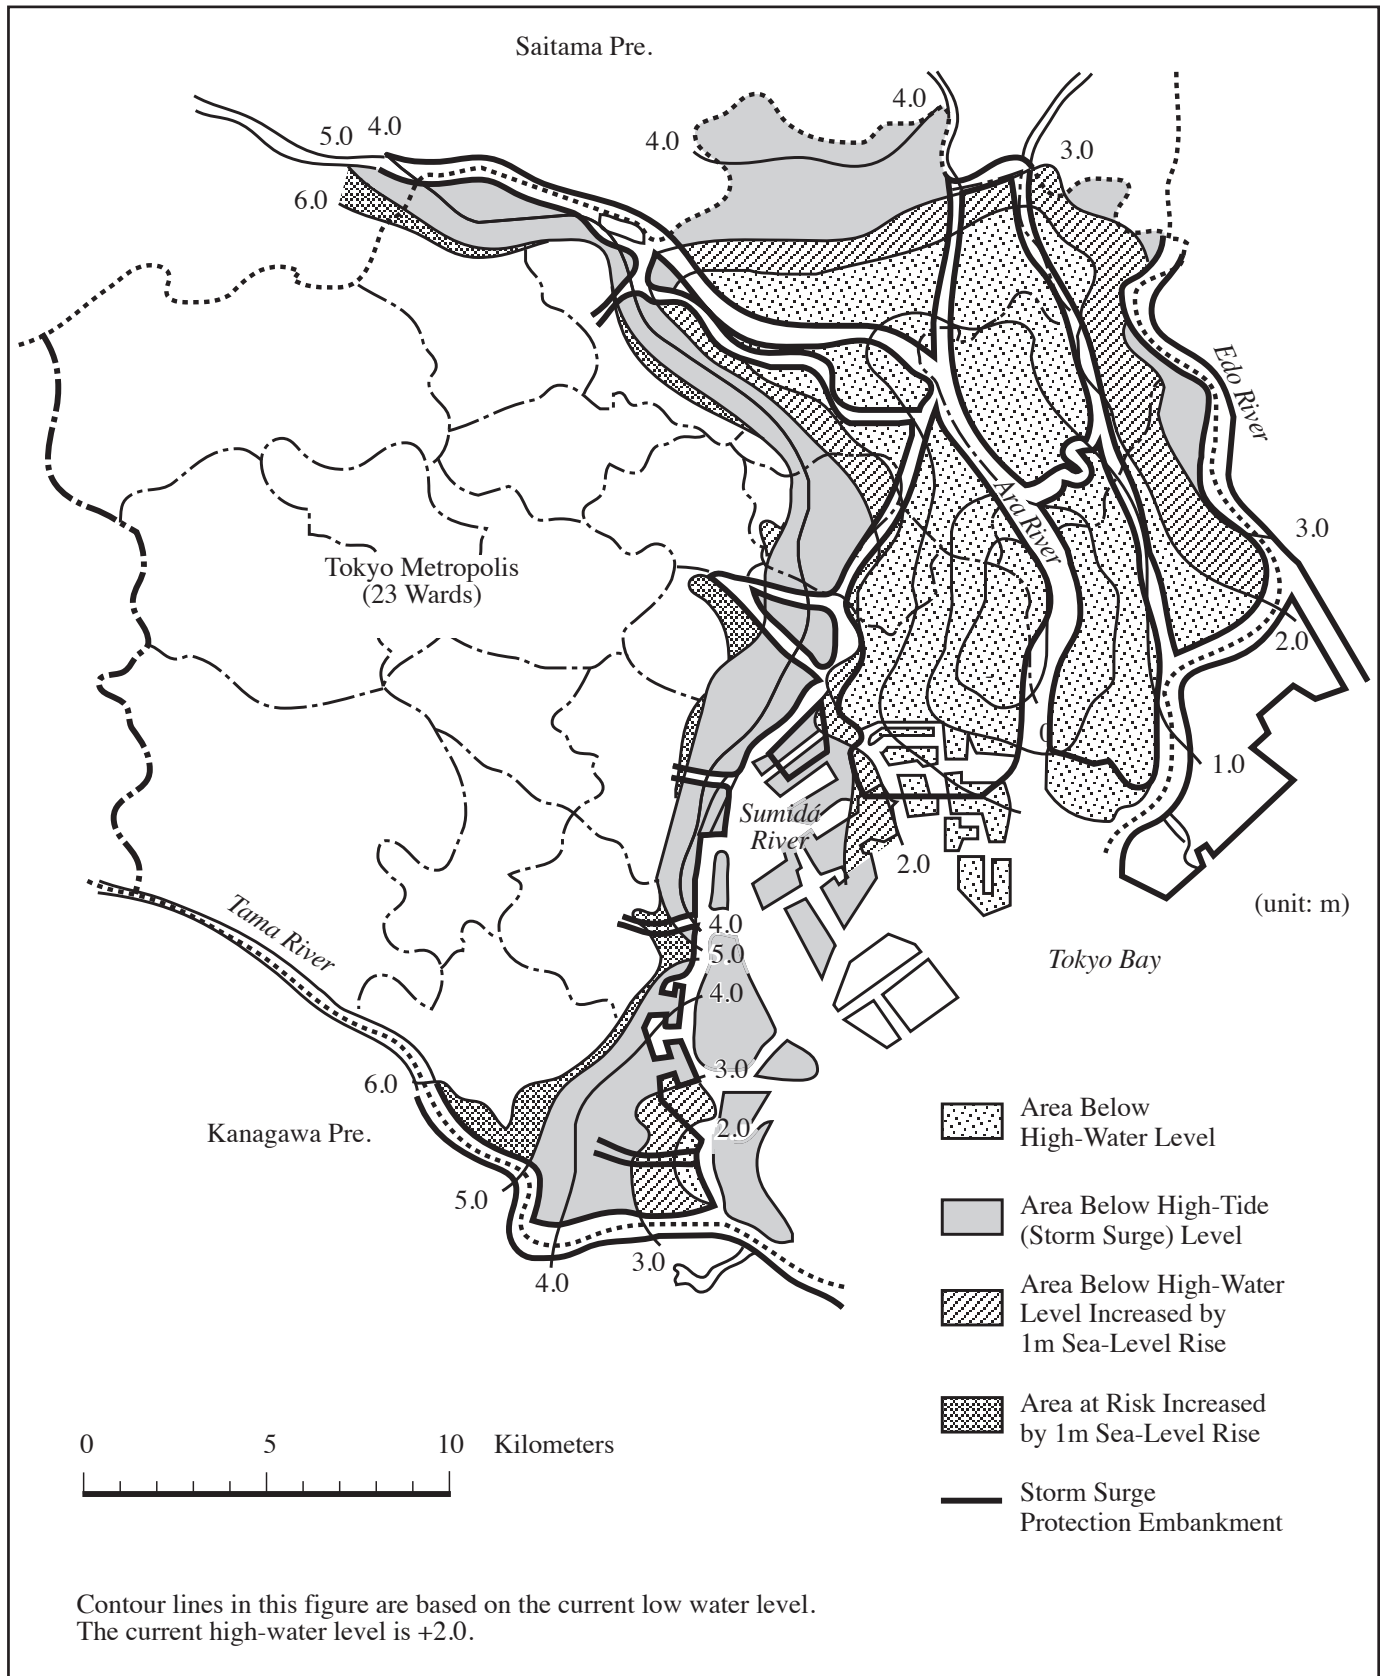 Saitama Pre.
4.0
5.0
4.0
4.0
3.0
6.0
Edo River
Ara River
3.0
Tokyo Metropolis
(23 Wards)
2.0
0
1.0
Sumida
River
2.0
(unit: m)
Tama River
4.0
5.0
Tokyo Bay
4.0
3.0
6.0
2.0
Kanagawa Pre.
5.0
3.0
4.0
Area Below
High-Water Level
Area Below High-Tide
(Storm Surge) Level
Area Below High-Water
Level Increased by
1m Sea-Level Rise
Area at Risk Increased
by 1m Sea-Level Rise
Storm Surge
Protection Embankment
0 5 10 Kilometers
Contour lines in this figure are based on the current low water level.
The current high-water level is +2.0.